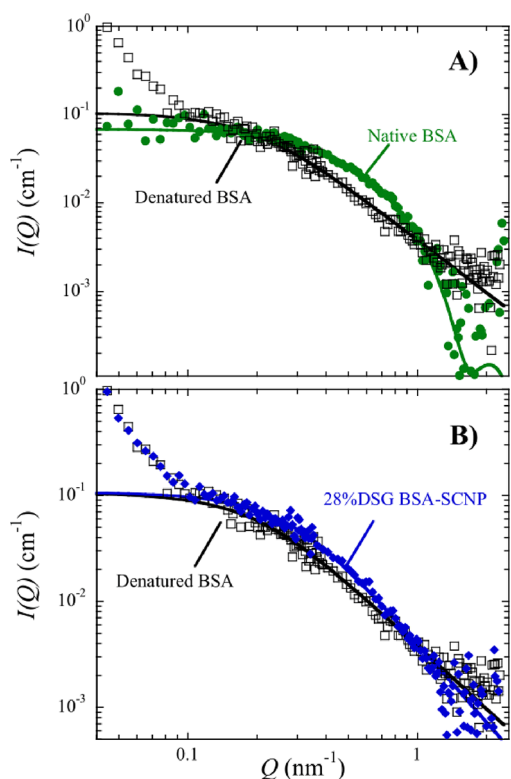 10⁰
A)
10⁻¹
Native BSA
Denatured BSA
10⁻²
10⁻³
I(Q) (cm⁻¹)
10⁰
B)
10⁻¹
28%DSG BSA-SCNP
Denatured BSA
10⁻²
10⁻³
I(Q) (cm⁻¹)
0.1
1
Q (nm⁻¹)